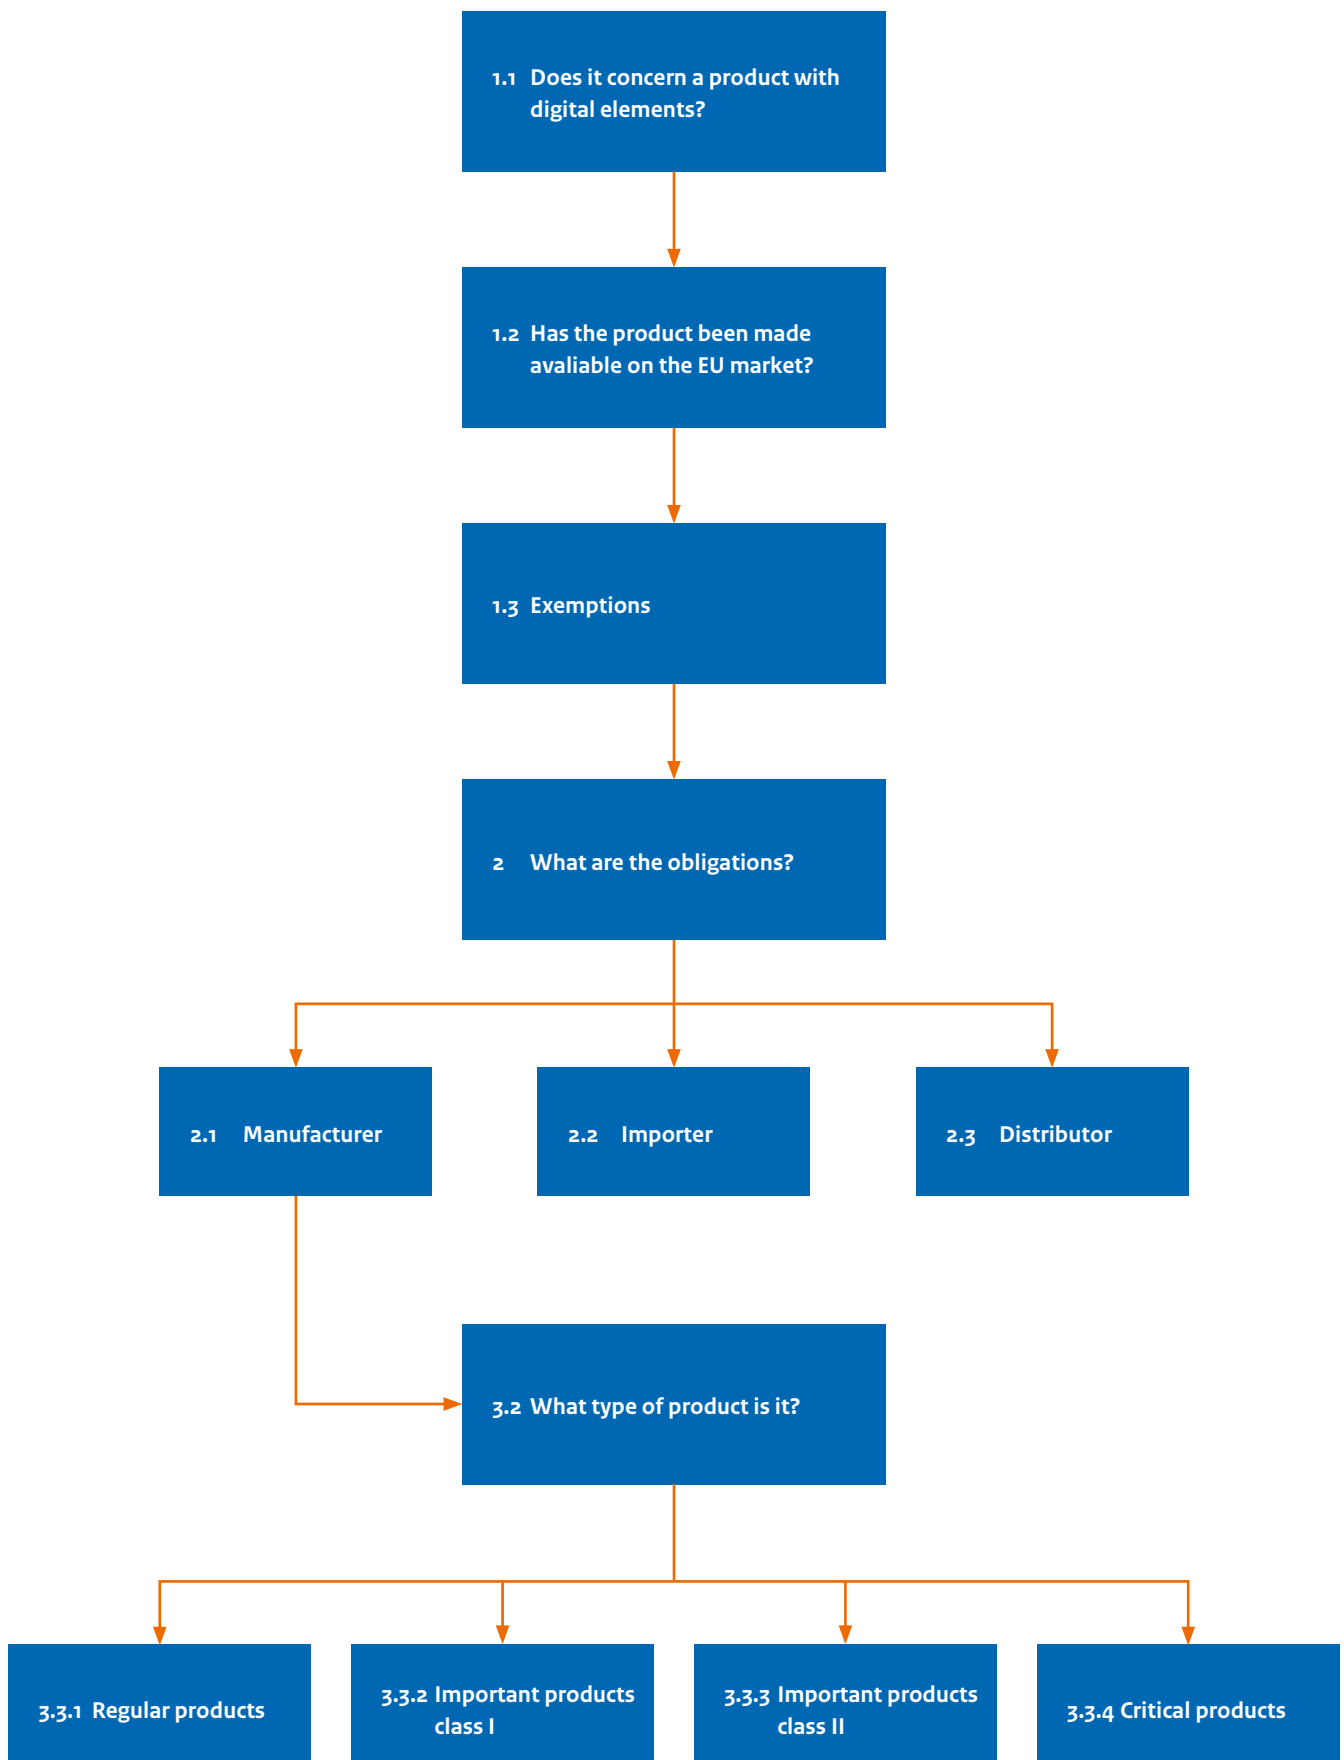 1.1 Does it concern a product with
digital elements?
1.2 Has the product been made
avaliable on the EU market?
1.3 Exemptions
2 What are the obligations?
2.1 Manufacturer
2.2 Importer
2.3 Distributor
3.2 What type of product is it?
3.3.1 Regular products
3.3.2 Important products
class I
3.3.3 Important products
class II
3.3.4 Critical products